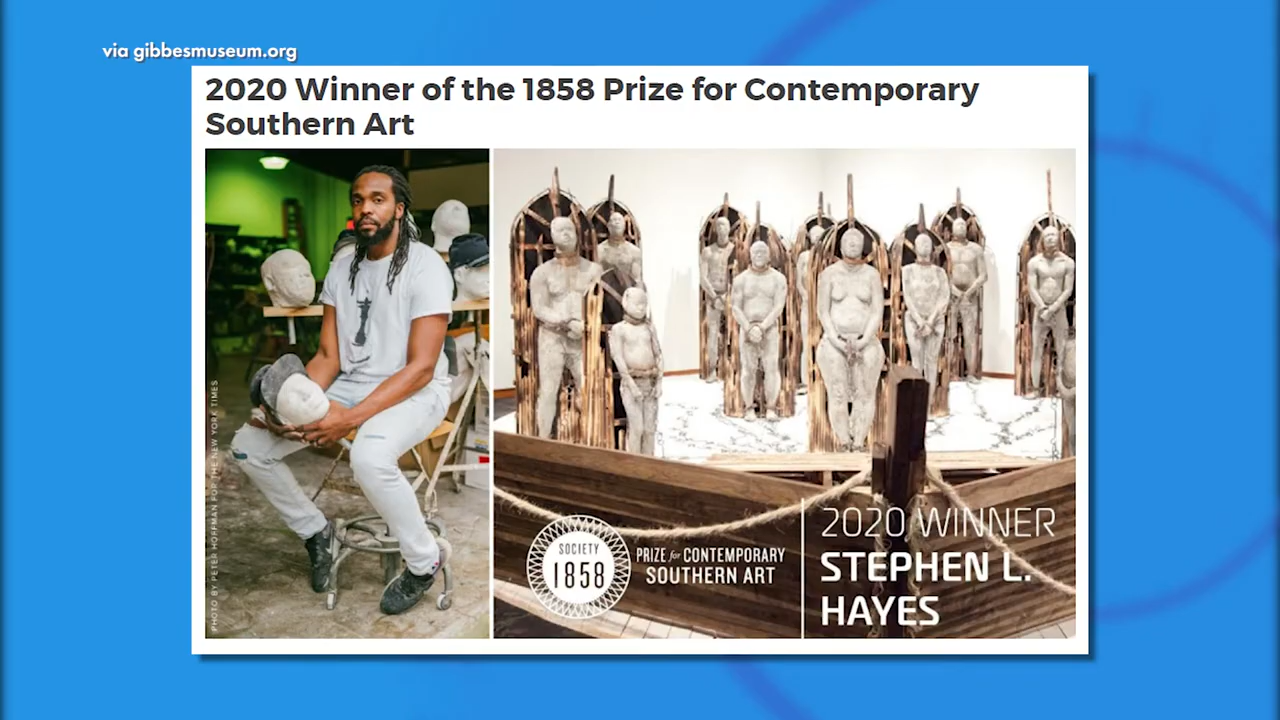 via gibbesmuseum.org
2020 Winner of the 1858 Prize for Contemporary
Southern Art
PHOTO BY PETER HOFFMAN FOR THE NEW YORK TIMES
SOCIETY
1858
PRIZE for CONTEMPORARY
SOUTHERN ART
2020 WINNER
STEPHEN L.
HAYES